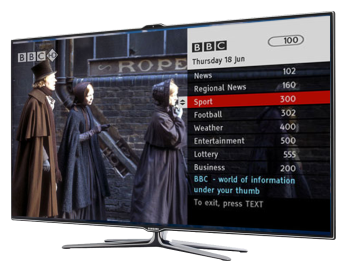 BBC
ROPE
BBC
100
Thursday 18 Jun
News 102
Regional News 160
Sport 300
Football 302
Weather 400
Entertainment 500
Lottery 555
Business 200
BBC - world of information
under your thumb
To exit, press TEXT